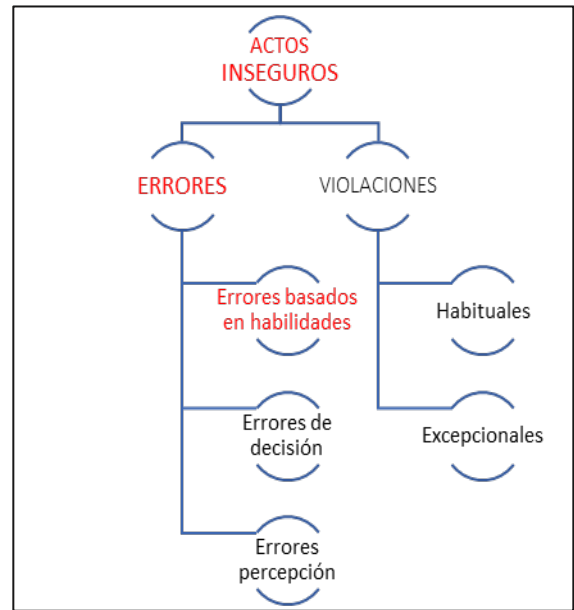 ACTOS
INSEGUROS
ERRORES
VIOLACIONES
Errores basados
en habilidades
Habituales
Errores de
decisión
Excepcionales
Errores
percepción